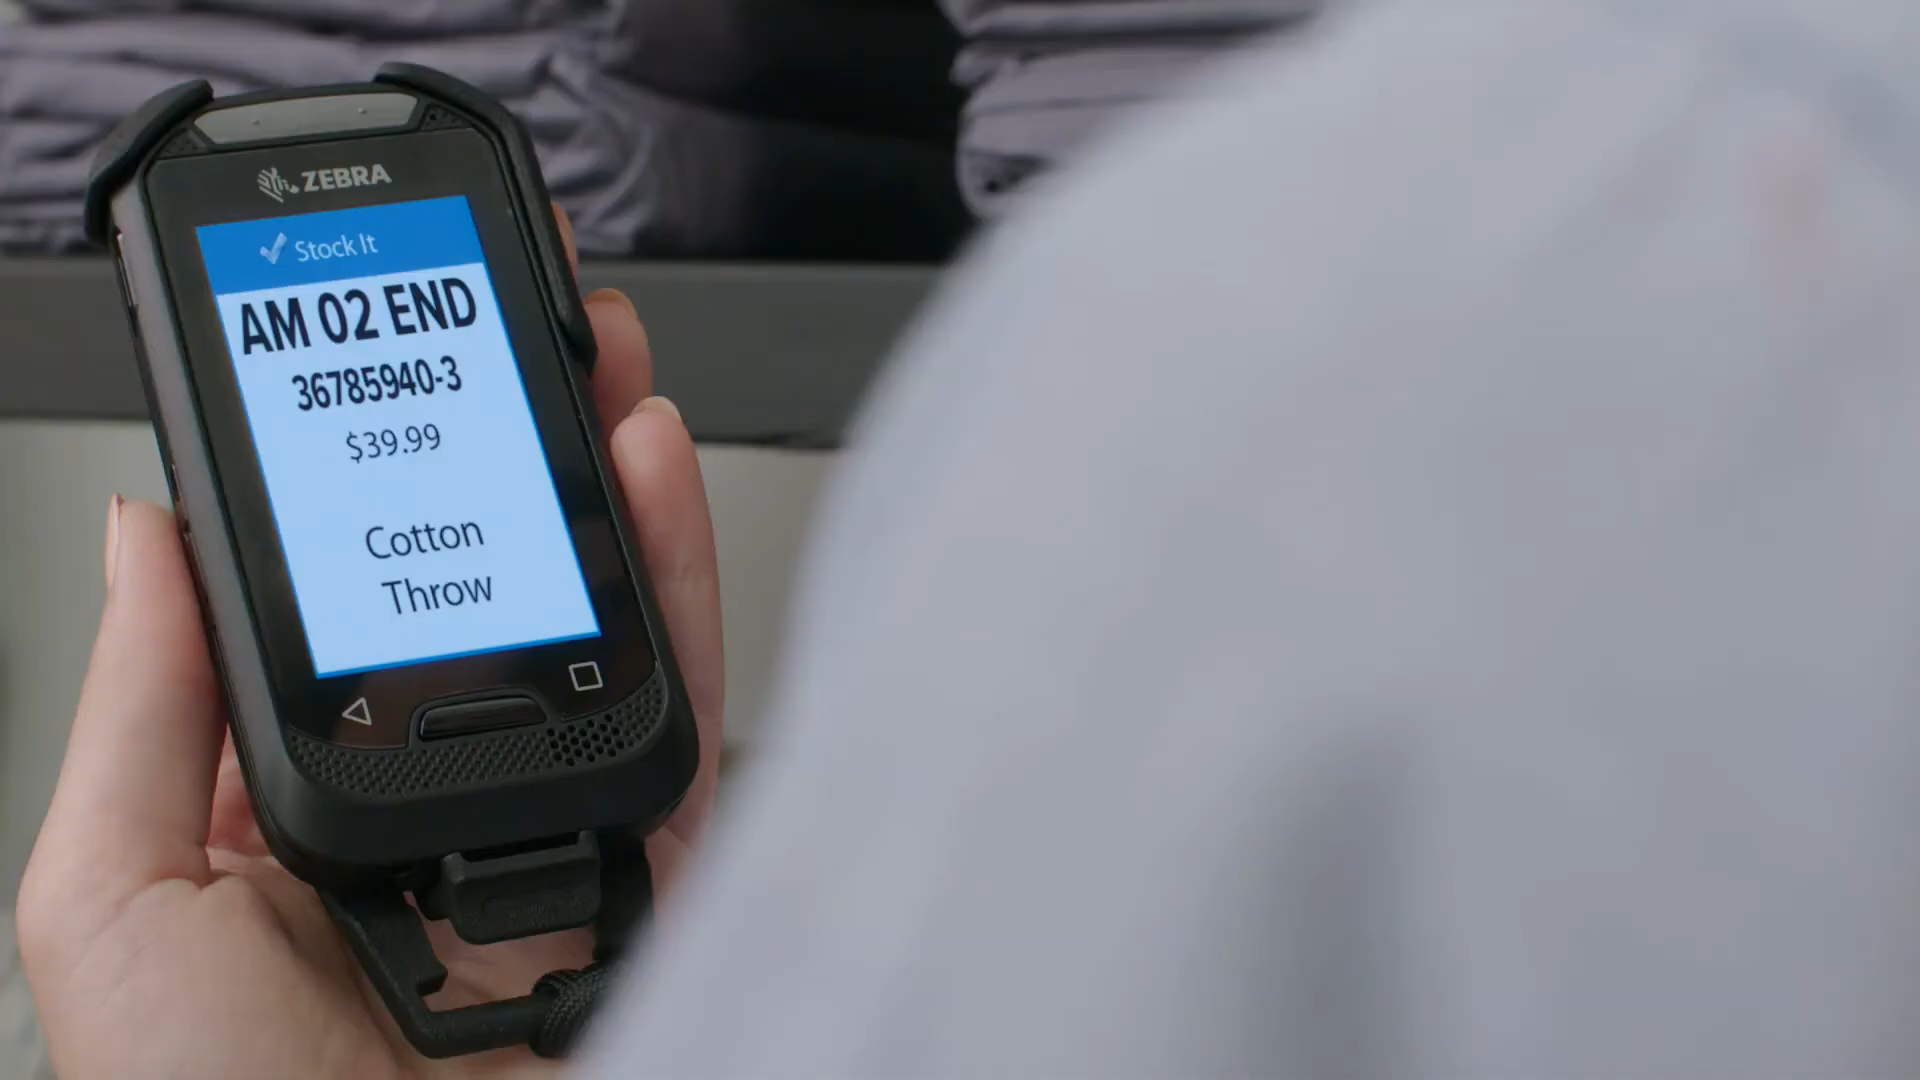 ZEBRA
Stock It
AM 02 END
36785940-3
$39.99
Cotton
Throw